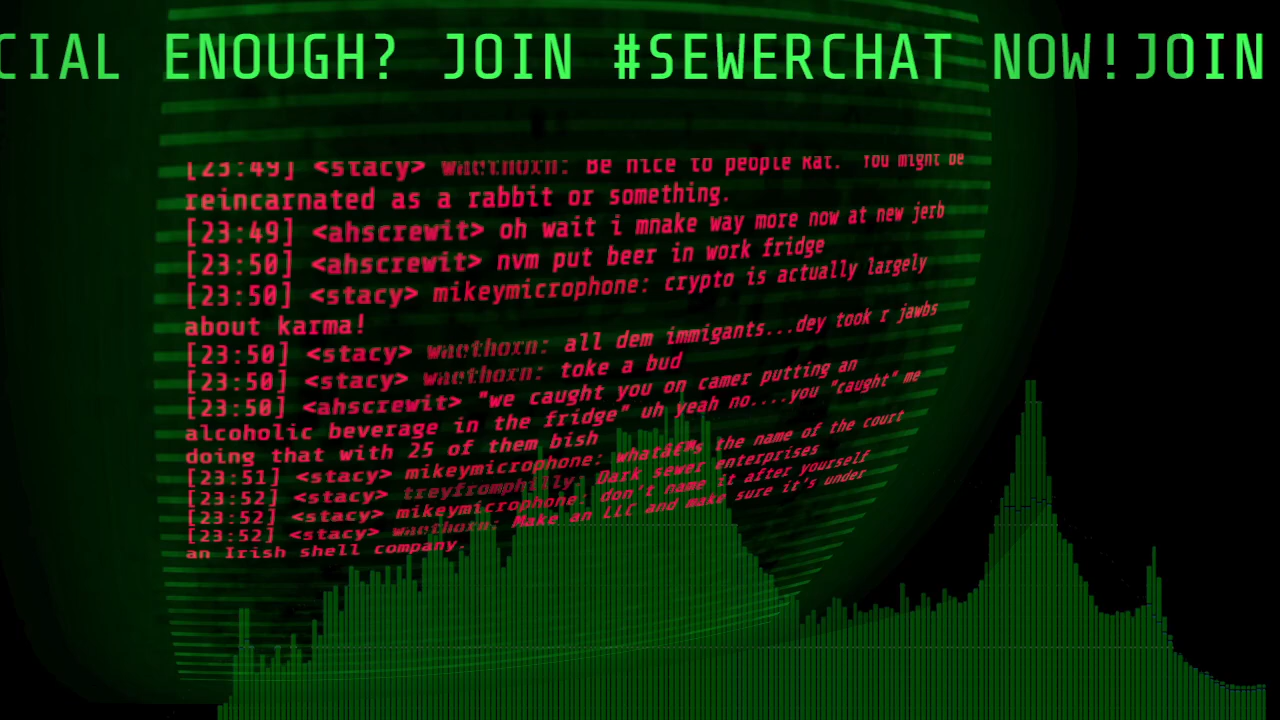 CIAL ENOUGH? JOIN #SEWERCHAT NOW!JOIN
[23:49] <stacy> waethorn: Be nice to people Rat. You might be
reincarnated as a rabbit or something.
[23:49] <ahscrewit> oh wait i mnake way more now at new jerb
[23:50] <ahscrewit> nvm put beer in work fridge
[23:50] <stacy> mikeymicrophone: crypto is actually largely
about karma!
[23:50] <stacy> waethorn: all dem immigants...dey took r jawbs
[23:50] <stacy> waethorn: toke a bud
[23:50] <ahscrewit> "we caught you on camer putting an
alcoholic beverage in the fridge" uh yeah no....you "caught" me
doing that with 25 of them bish
[23:51] <stacy> mikeymicrophone: what’s the name of the court
[23:52] <stacy> treyfromphilly: Dark sewer enterprises
[23:52] <stacy> mikeymicrophone: don't name it after yourself
[23:52] <stacy> waethorn: Make an LLC and make sure it's under
an Irish shell company.